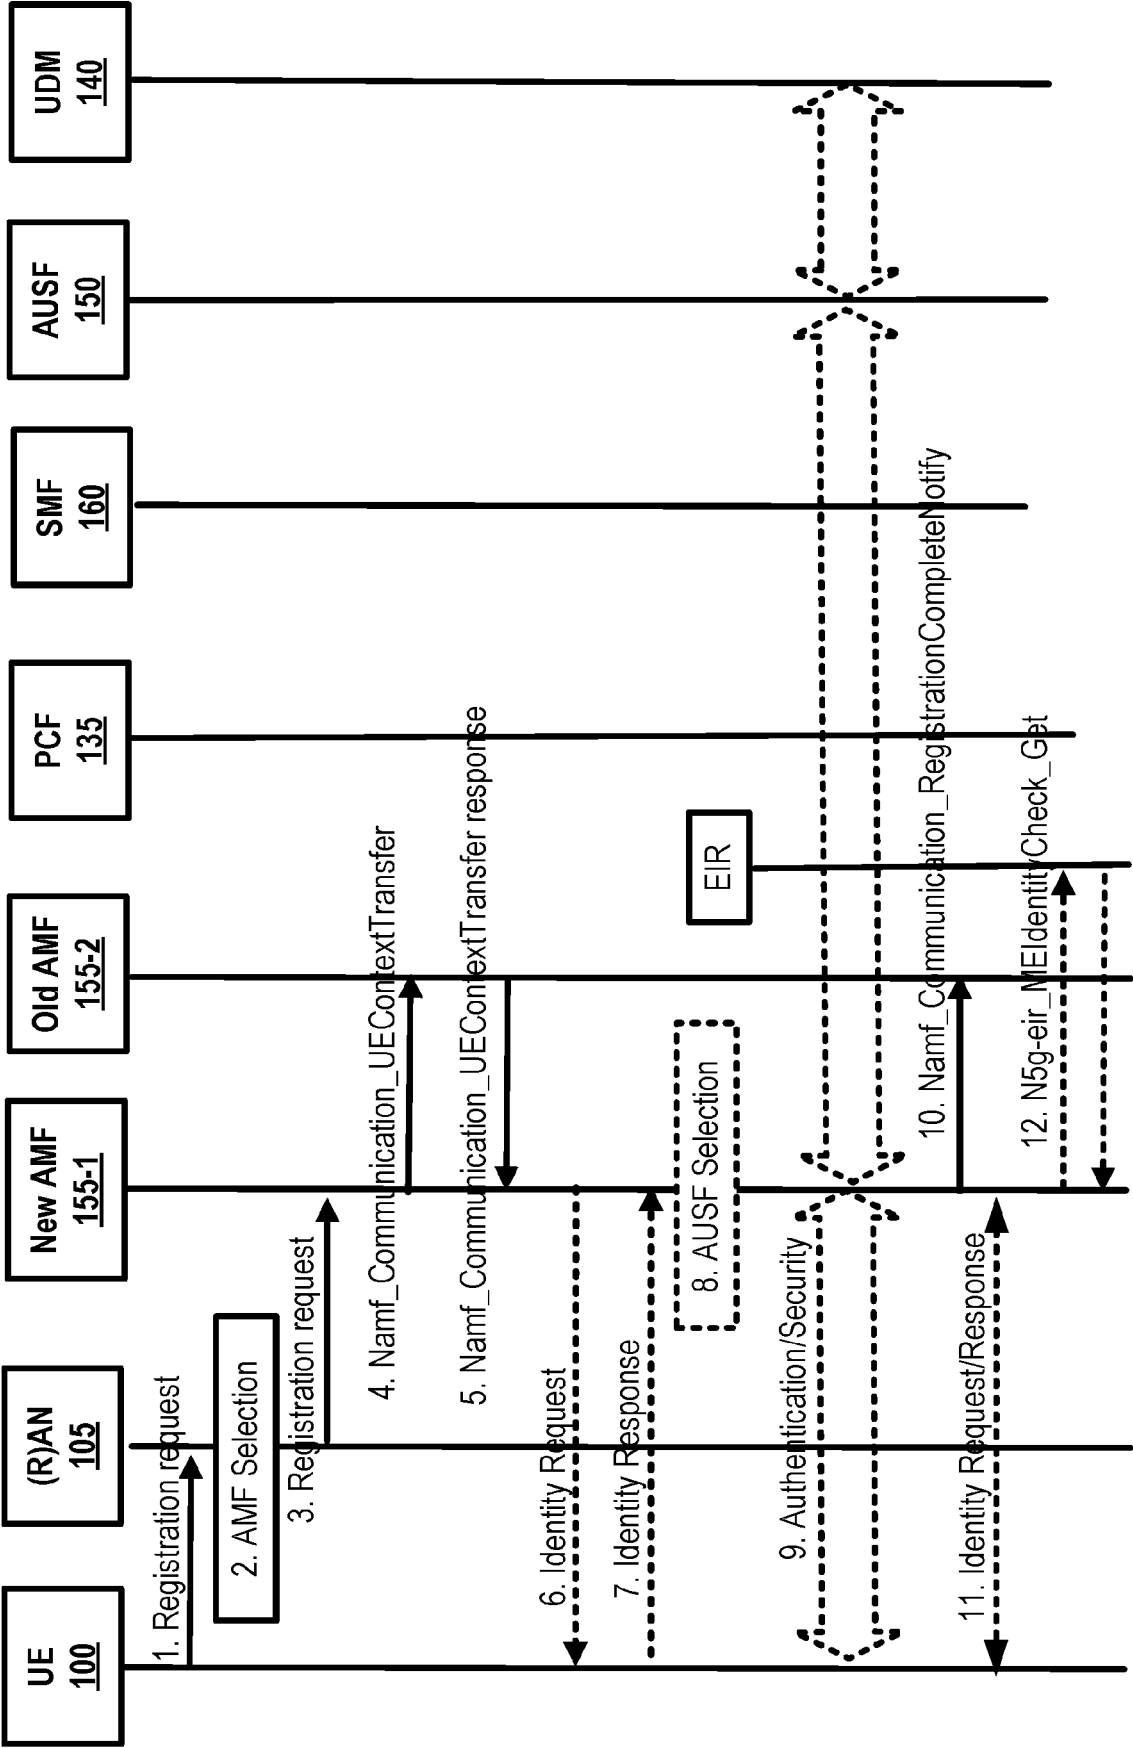 UE
100
(R)AN
105
New AMF
155-1
Old AMF
155-2
PCF
135
SMF
160
AUSF
150
UDM
140
1. Registration request
2. AMF Selection
3. Registration request
4. Namf_Communication_UEContextTransfer
5. Namf_Communication_UEContextTransfer response
6. Identity Request
7. Identity Response
8. AUSF Selection
EIR
9. Authentication/Security
10. Namf_Communication_RegistrationCompleteNotify
11. Identity Request/Response
12. N5g-eir_MEIdentityCheck_Get